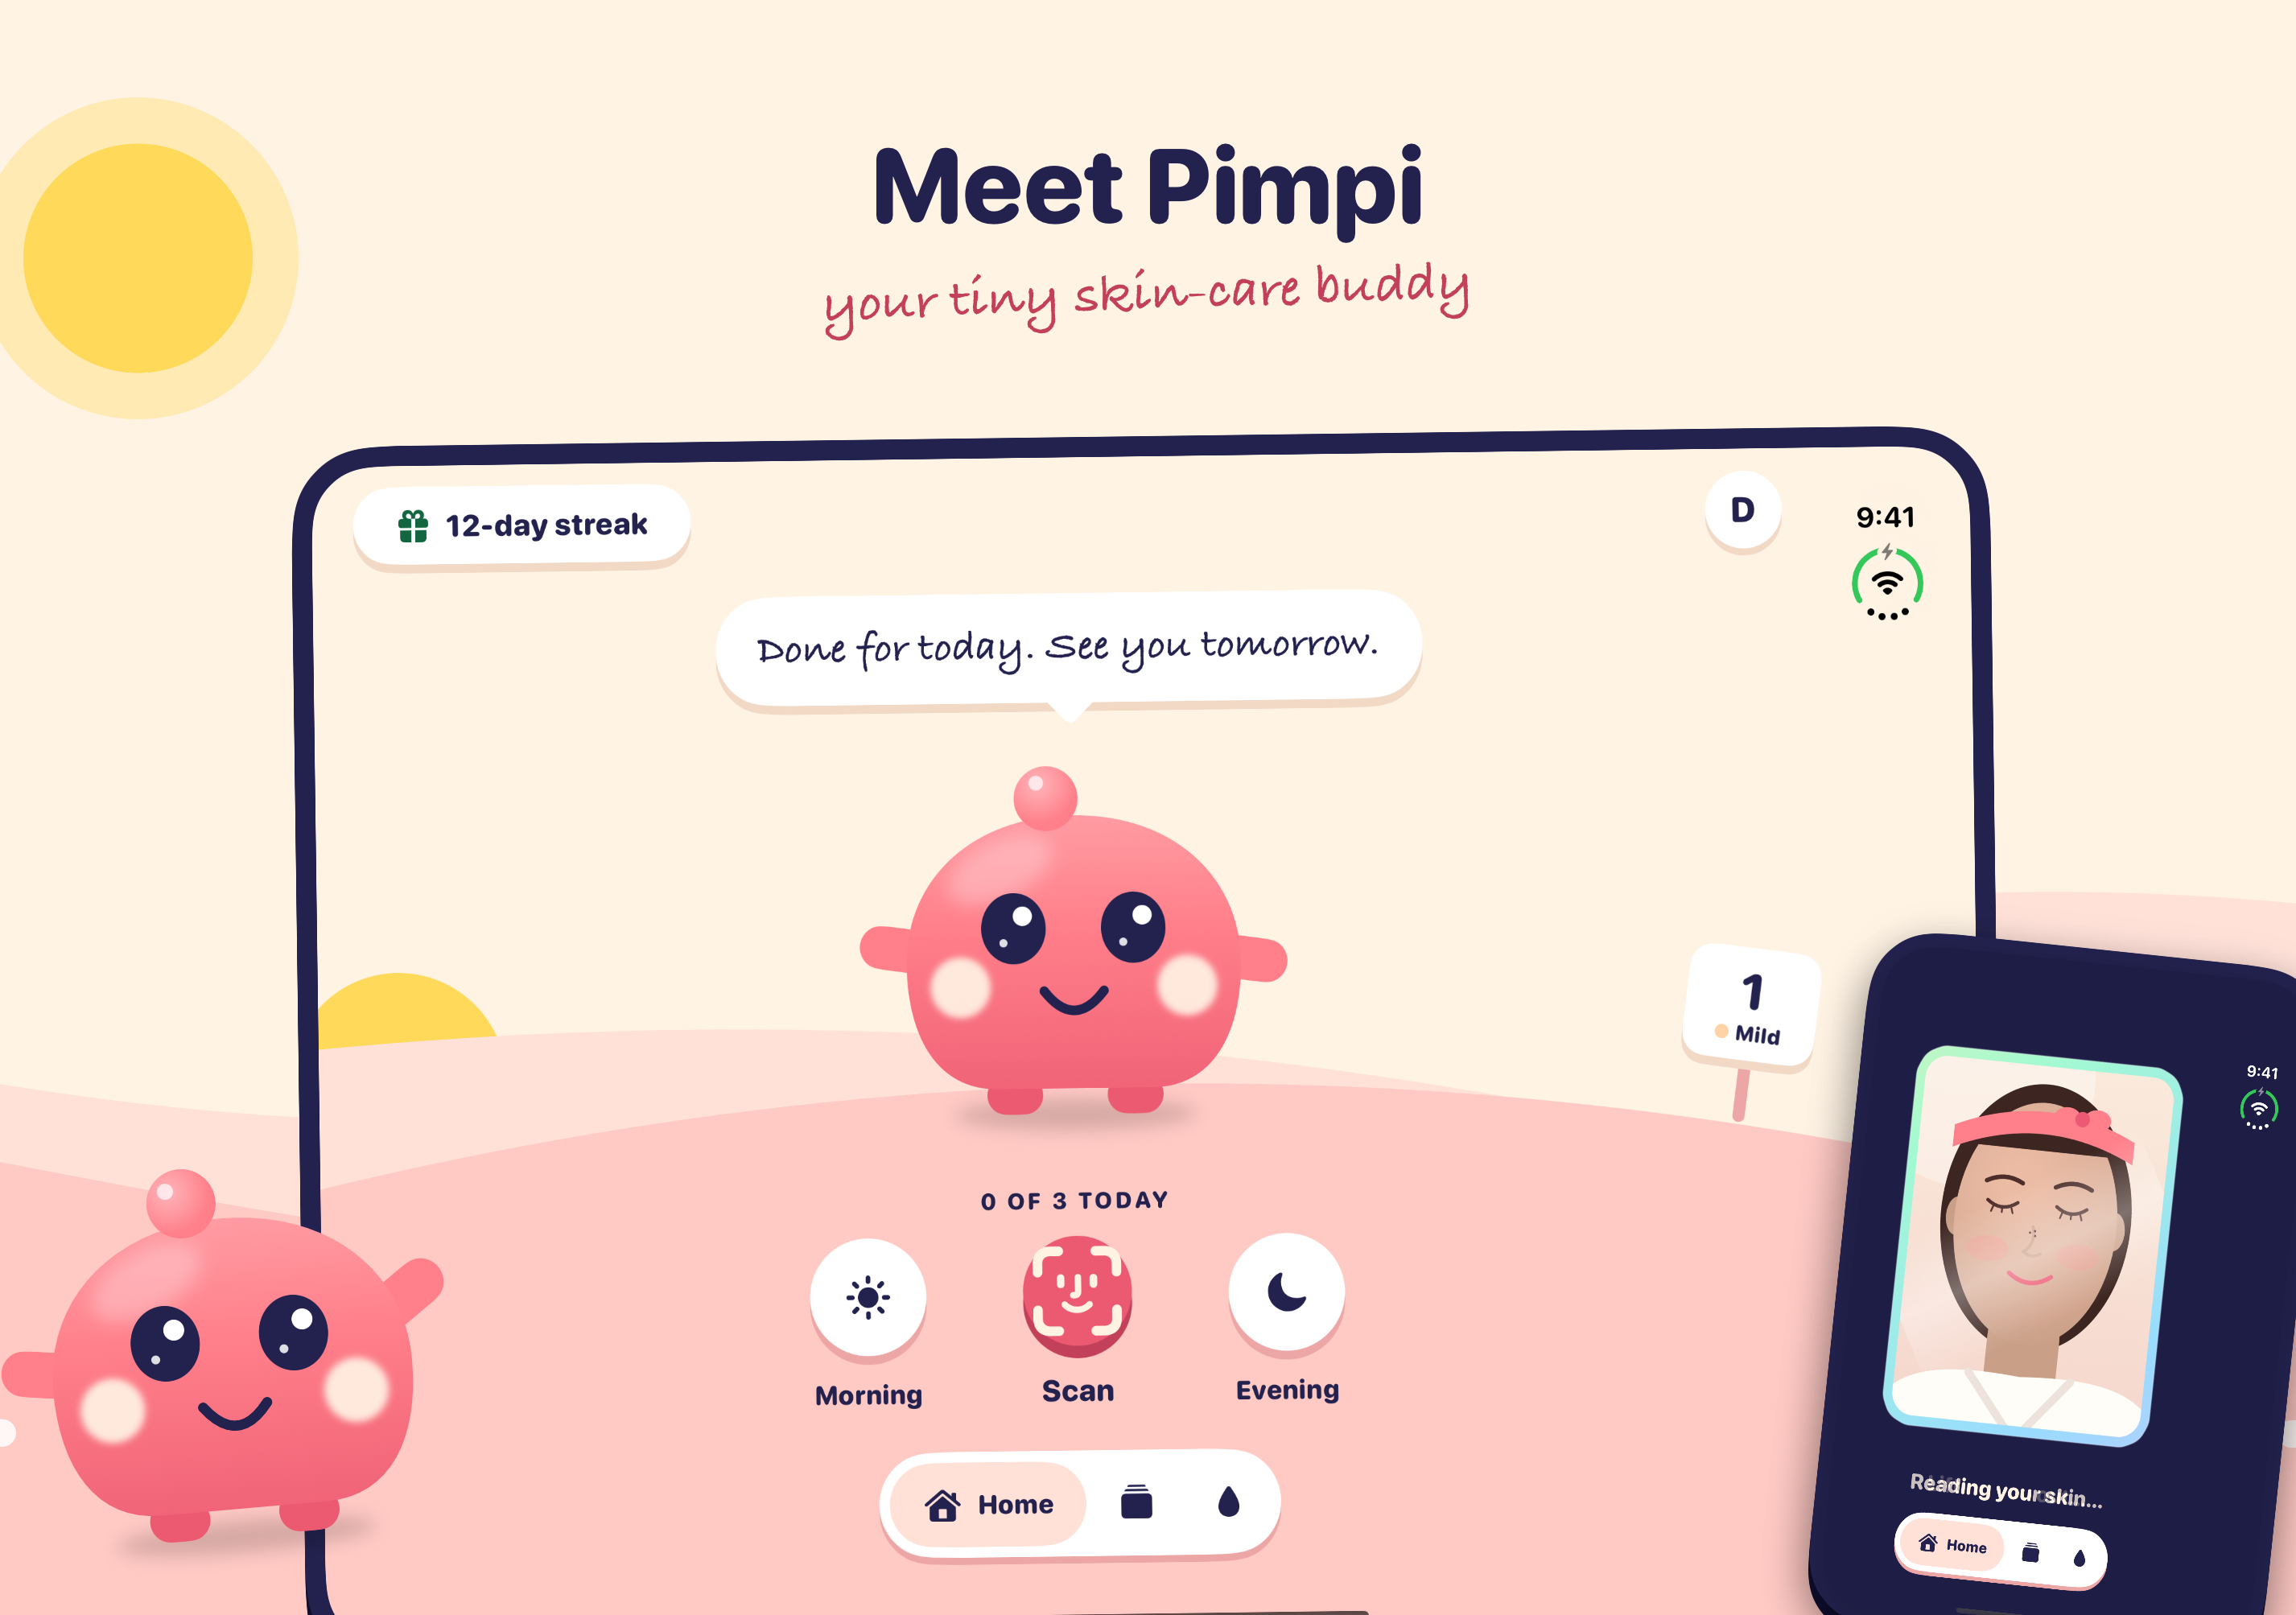 Meet Pimpi
your tiny skin-care buddy
12-day streak
D
9:41
Done for today. See you tomorrow.
1
Mild
9:41
0 OF 3 TODAY
Morning
Scan
Evening
Reading your skin...
Home
Home